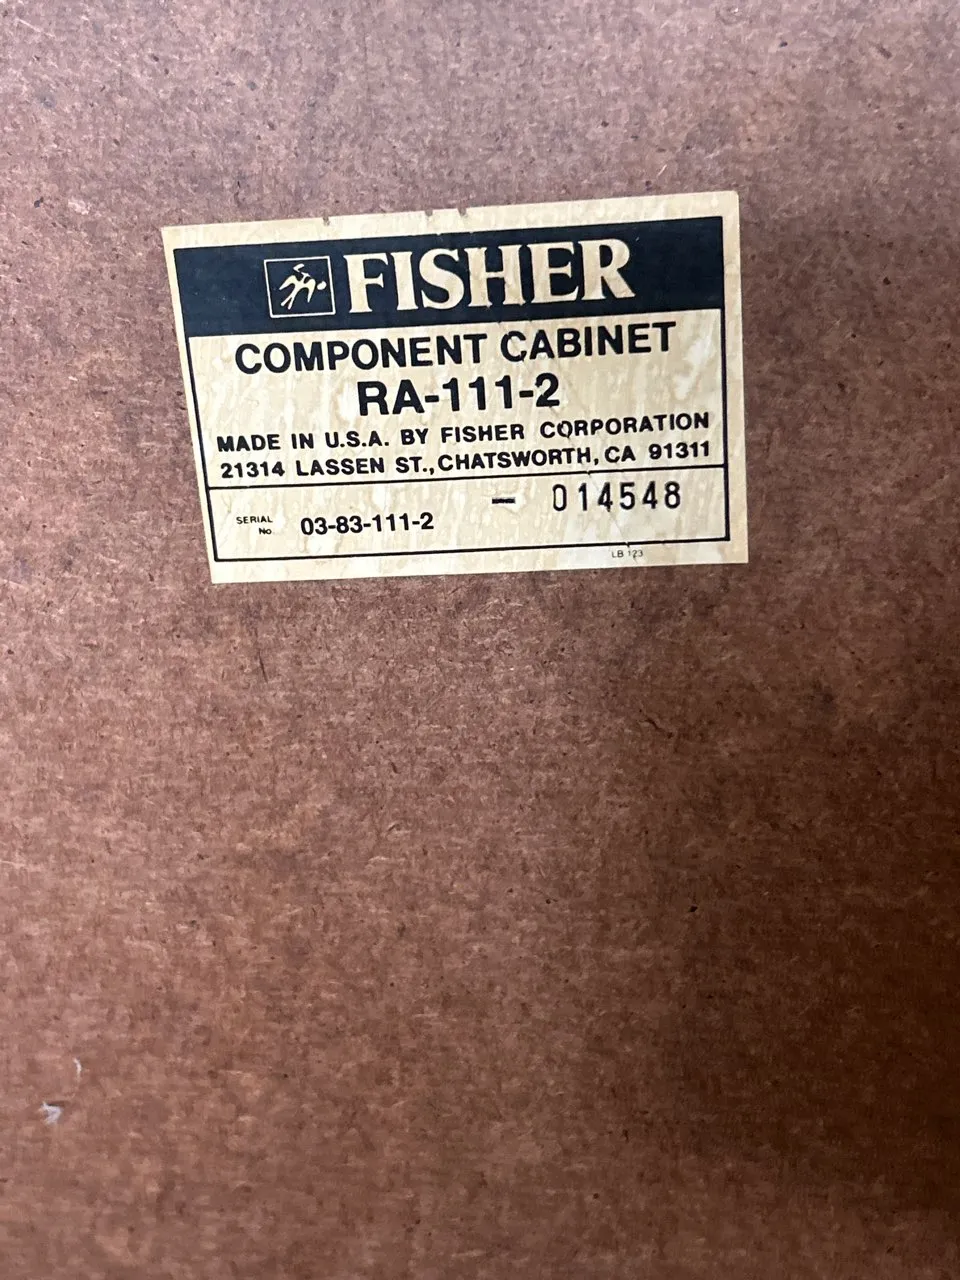 FISHER
COMPONENT CABINET
RA-111-2
MADE IN U.S.A. BY FISHER CORPORATION
21314 LASSEN ST., CHATSWORTH, CA 91311
SERIAL No. 03-83-111-2 – 014548
LB 123